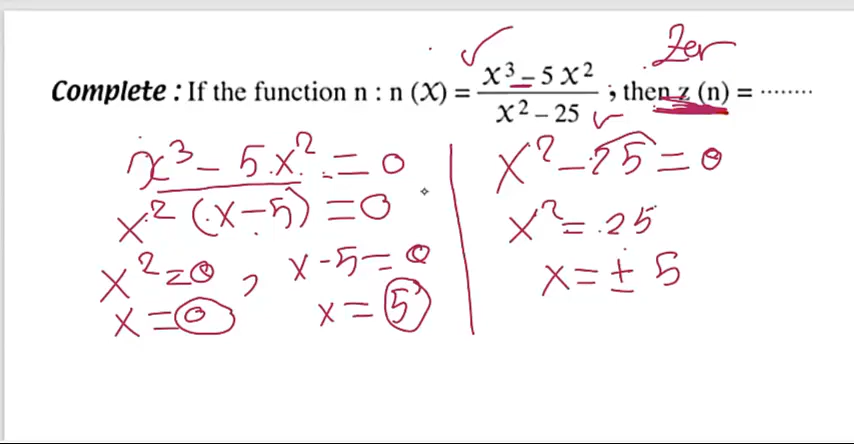 Zer
Complete : If the function n : n (X) = X³ – 5 X² / X² – 25 , then z (n) = ········
x³ – 5x² = 0
x² (x – 5) = 0
x² = 0 , x – 5 = 0
x = 0 x = 5
x² – 25 = 0
x² = 25
x = ± 5